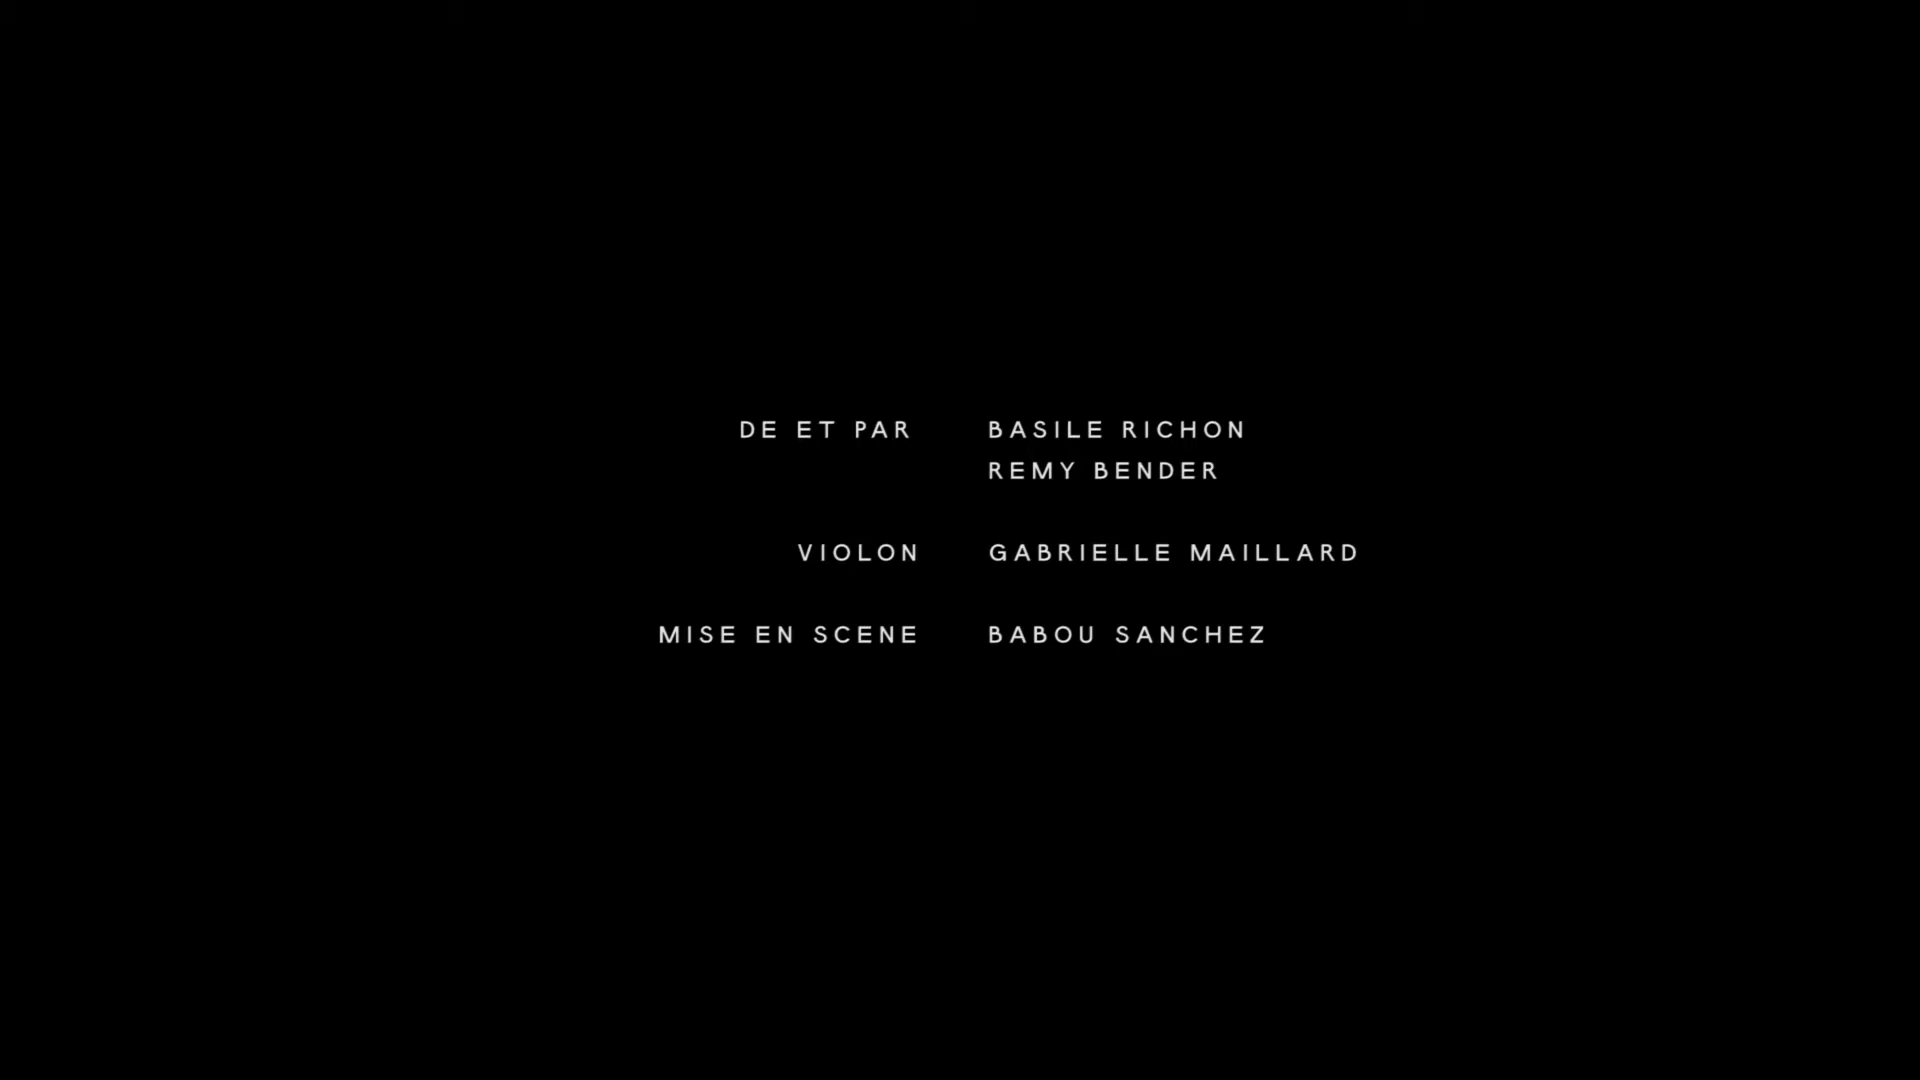 DE ET PAR BASILE RICHON
REMY BENDER
VIOLON GABRIELLE MAILLARD
MISE EN SCENE BABOU SANCHEZ